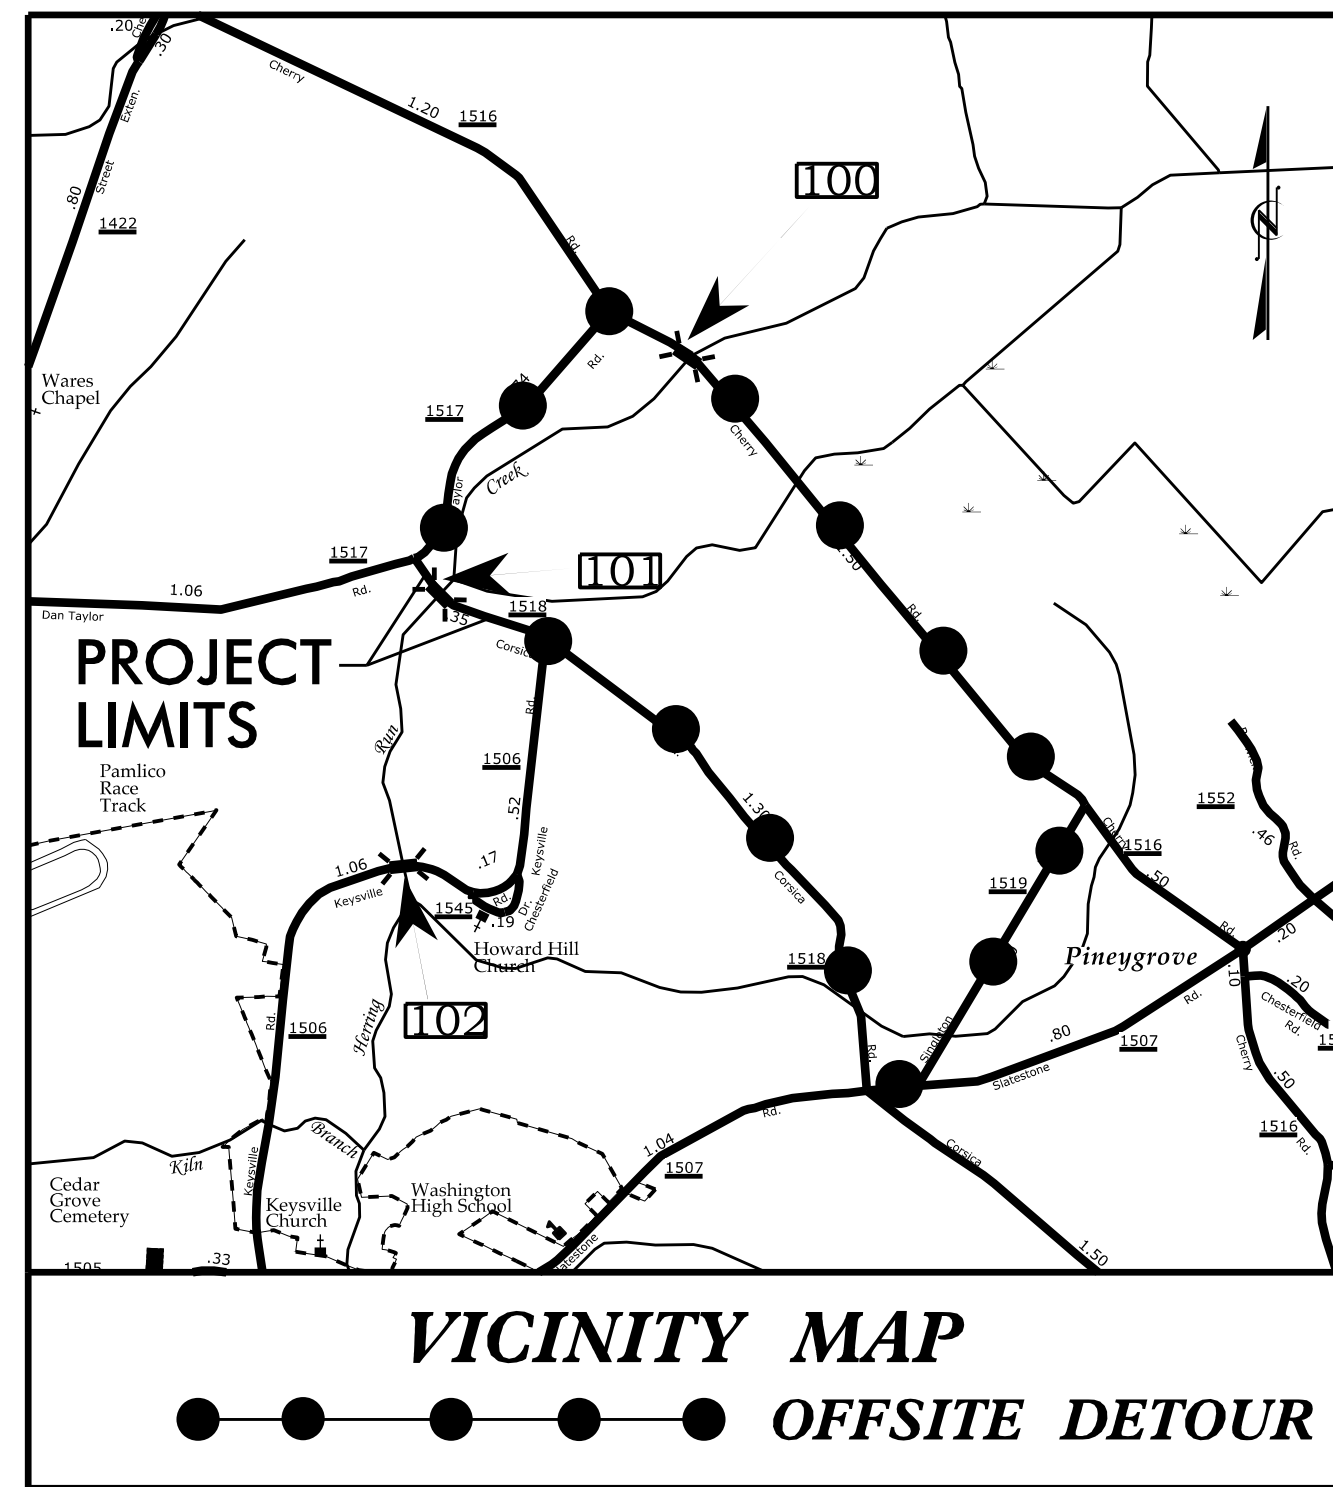 .20
.30
Cherry
1.20
1516
Exten.
Street
.80
1422
Rd.
100
N
Wares
Chapel
Rd.
1517
Cherry
Creek
1517
1.06
Rd.
Dan Taylor
101
1518
.35
Rd.
PROJECT
LIMITS
Rd.
Run
1506
.52
Pamlico
Race
Track
1.30
1552
.46
Rd.
1516
.50
Cherry
1.06
Keysville
.17
Keysville
Corsica
1519
1545
Rd.
.19
Dr.
Chesterfield
Howard Hill
Church
1518
Pineygrove
Rd.
.20
.10
.20
Chesterfield
Rd.
102
Rd.
1506
Herring
Rd.
Singleton
.80
1507
Rd.
Slatestone
Cherry
.50
1516
Rd.
Rd.
1.04
1507
Corsica
Kiln
Branch
Keysville
Cedar
Grove
Cemetery
Keysville
Church
Washington
High School
1505
.33
1.50
VICINITY MAP
OFFSITE DETOUR